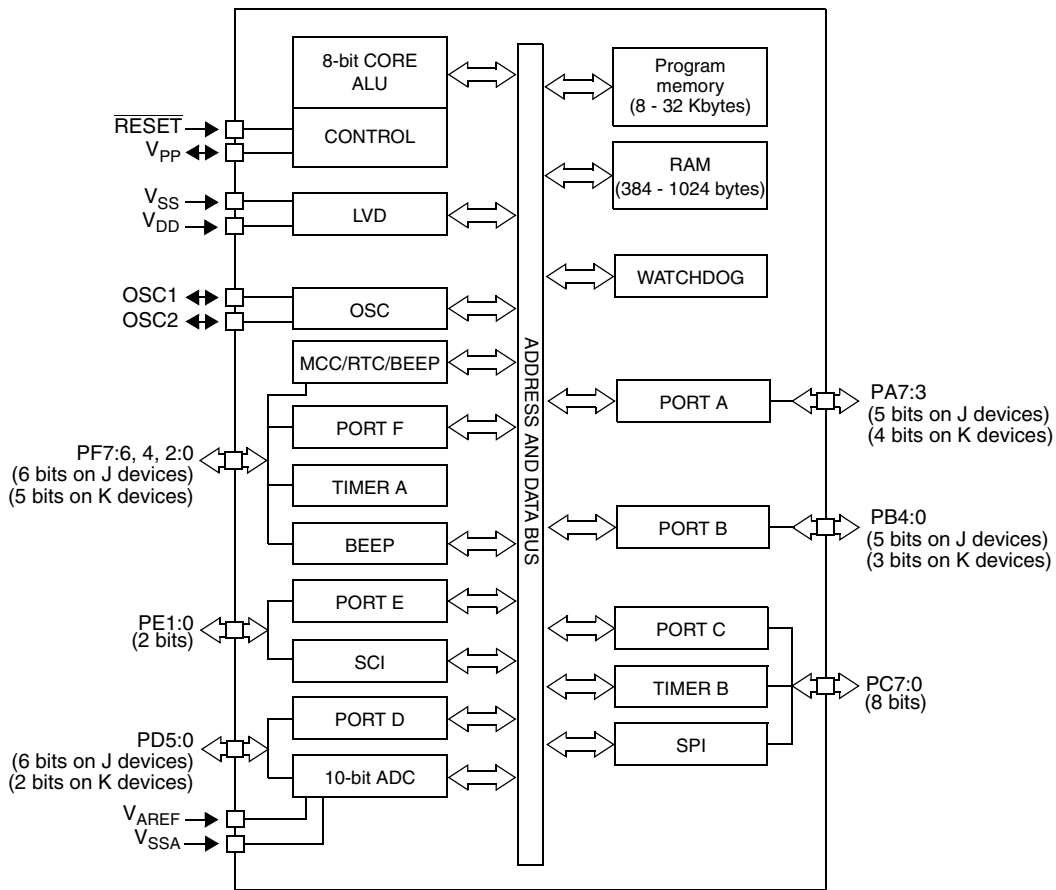 8-bit CORE
ALU
CONTROL
RESET
VPP
VSS
VDD
LVD
OSC1
OSC2
OSC
MCC/RTC/BEEP
PORT F
PF7:6, 4, 2:0
(6 bits on J devices)
(5 bits on K devices)
TIMER A
BEEP
PORT E
PE1:0
(2 bits)
SCI
PORT D
PD5:0
(6 bits on J devices)
(2 bits on K devices)
10-bit ADC
VAREF
VSSA
ADDRESS AND DATA BUS
Program
memory
(8 - 32 Kbytes)
RAM
(384 - 1024 bytes)
WATCHDOG
PORT A
PA7:3
(5 bits on J devices)
(4 bits on K devices)
PORT B
PB4:0
(5 bits on J devices)
(3 bits on K devices)
PORT C
TIMER B
PC7:0
(8 bits)
SPI